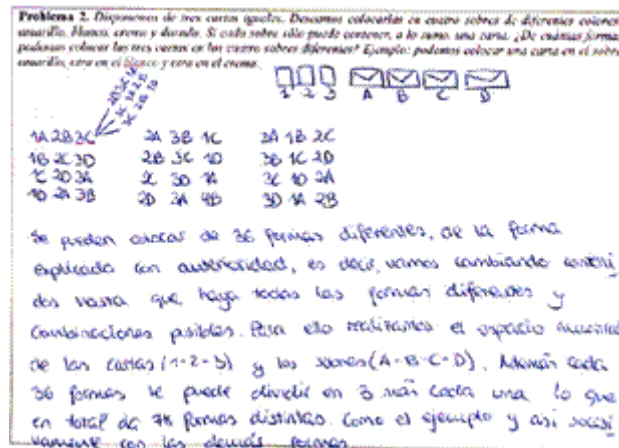 Problema 2. Disponemos de tres cartas iguales. Deseamos colocarlas en cuatro sobres de diferentes colores:
amarillo, blanco, crema y dorado. Si cada sobre sólo puede contener, a lo sumo, una carta. ¿De cuántas formas
podemos colocar las tres cartas en los cuatro sobres diferentes? Ejemplo: podemos colocar una carta en el sobre
amarillo, otra en el blanco y otra en el crema.
1 2 3 A B C D
1A 2B 3C 2A 3B 1C 3A 1B 2C
1B 2C 3D 2B 3C 1D 3B 1C 2D
1C 2D 3A 2C 3D 1A 3C 1D 2A
1D 2A 3B 2D 3A 3D 1A 2B
Se pueden colocar de 36 formas diferentes, de la forma
explicada con anterioridad, es decir, vamos cambiando
dos hasta que haya todas las formas diferentes y
combinaciones posibles. Para ello realizamos el espacio muestral
de las cartas (1-2-3) y los sobres (A-B-C-D). Además cada
36 formas se puede dividir en 3 más cada una lo que
en total da formas distintas. Como el ejemplo y así
con las demás formas